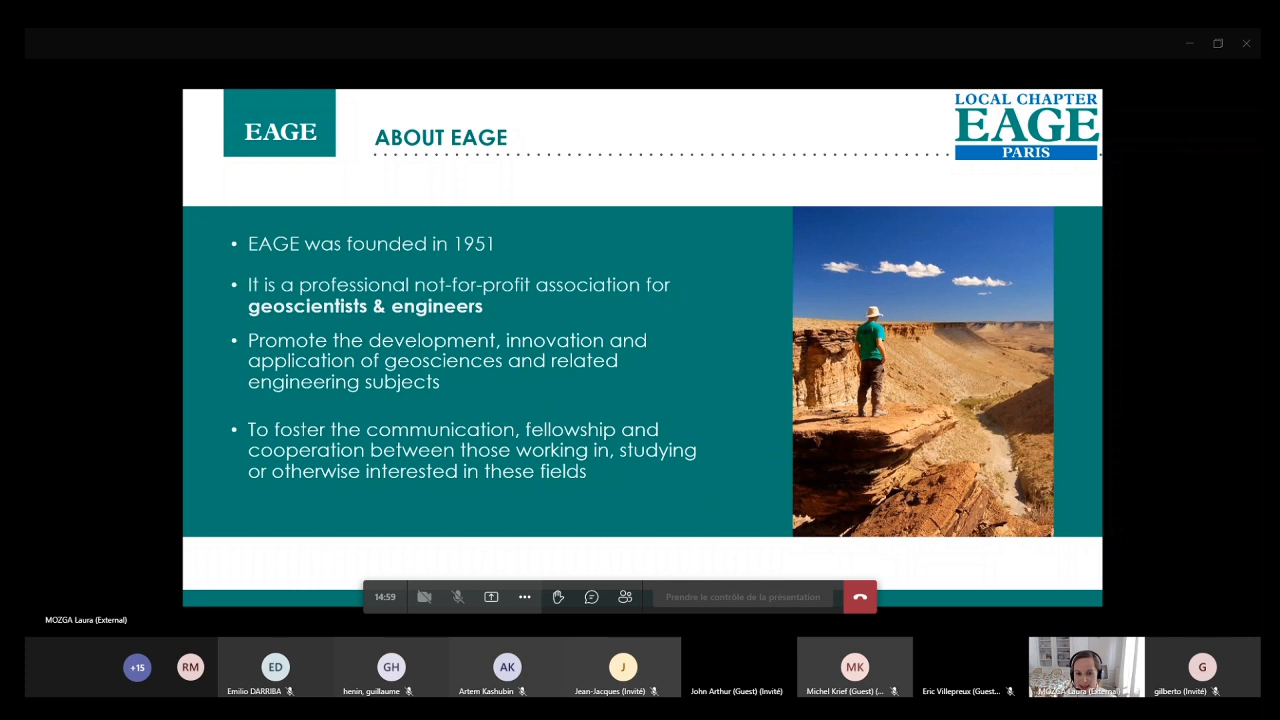 EAGE
ABOUT EAGE
LOCAL CHAPTER
EAGE
PARIS
• EAGE was founded in 1951
• It is a professional not-for-profit association for
geoscientists & engineers
• Promote the development, innovation and
application of geosciences and related
engineering subjects
• To foster the communication, fellowship and
cooperation between those working in, studying
or otherwise interested in these fields
14:59
Prendre le contrôle de la présentation
MOZGA Laura (External)
+15
RM
ED
GH
AK
J
MK
G
Emilio DARRIBA
henin, guillaume
Artem Kashubin
Jean-Jacques (Invité)
John Arthur (Guest) (Invité)
Michel Krief (Guest) (...
Eric Villepreux (Guest...
MOZGA Laura (External)
gilberto (Invité)